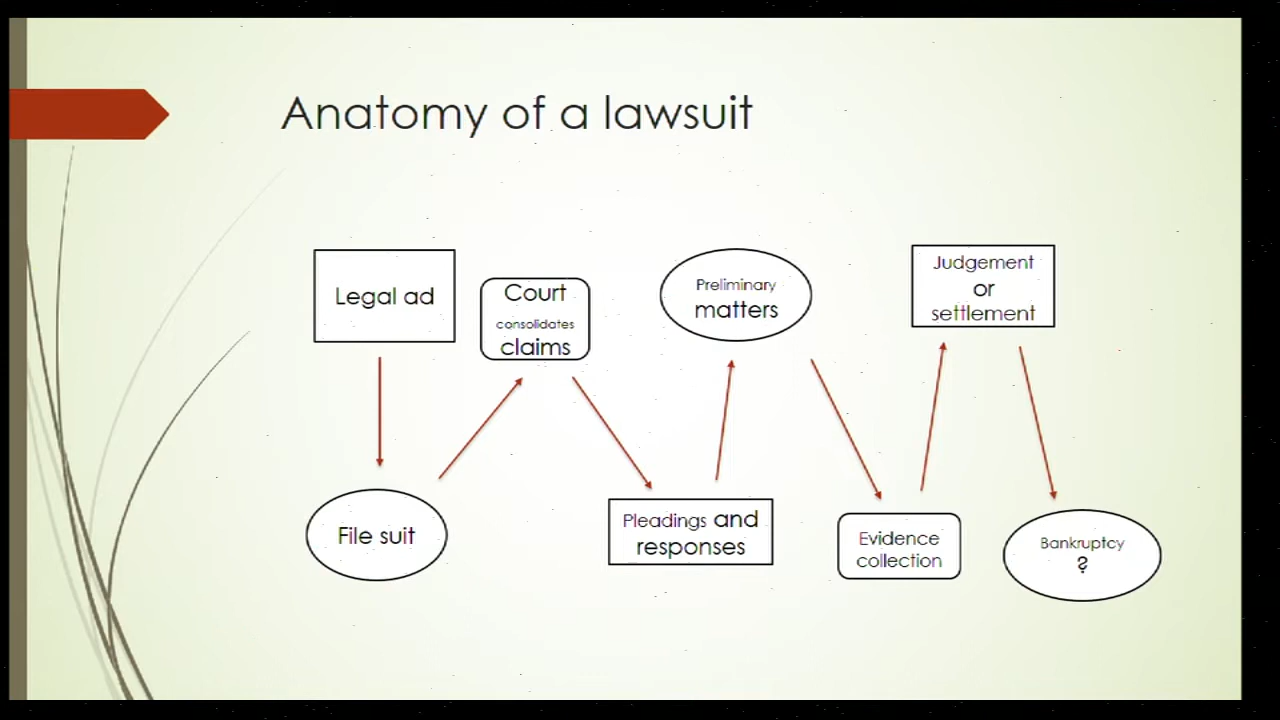 Anatomy of a lawsuit
Legal ad
File suit
Court
consolidates
claims
Pleadings and
responses
Preliminary
matters
Evidence
collection
Judgement
or
settlement
Bankruptcy
?